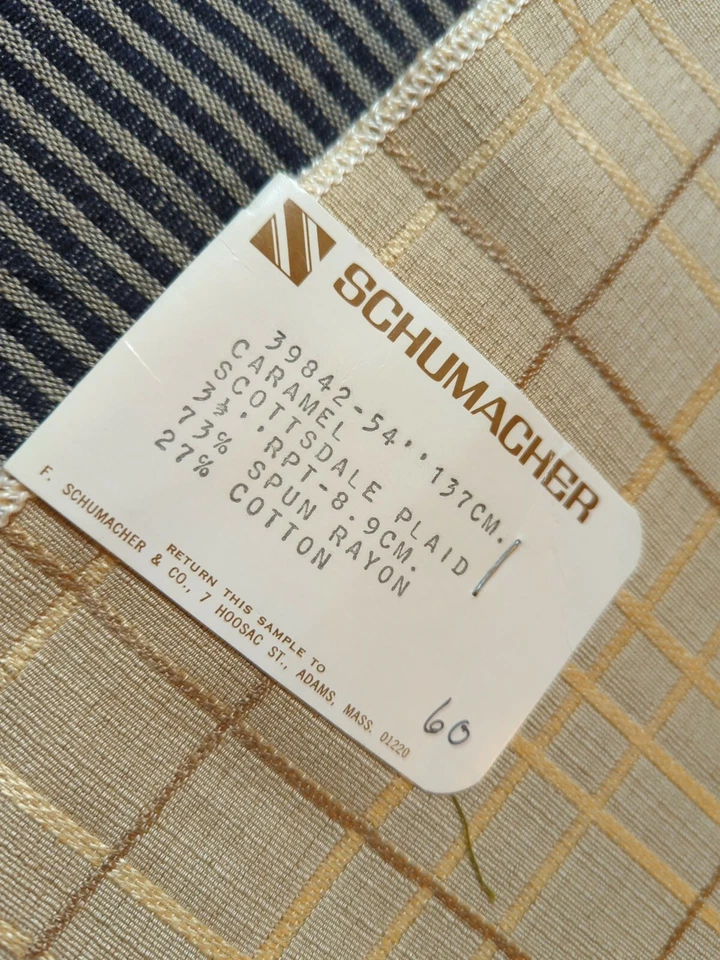 SCHUMACHER
39842-54'' 137CM.
CARAMEL
SCOTTSDALE PLAID
3½'' RPT-8.9CM.
73% SPUN RAYON
27% COTTON
RETURN THIS SAMPLE TO
F. SCHUMACHER & CO., 7 HOOSAC ST., ADAMS, MASS. 01220
60